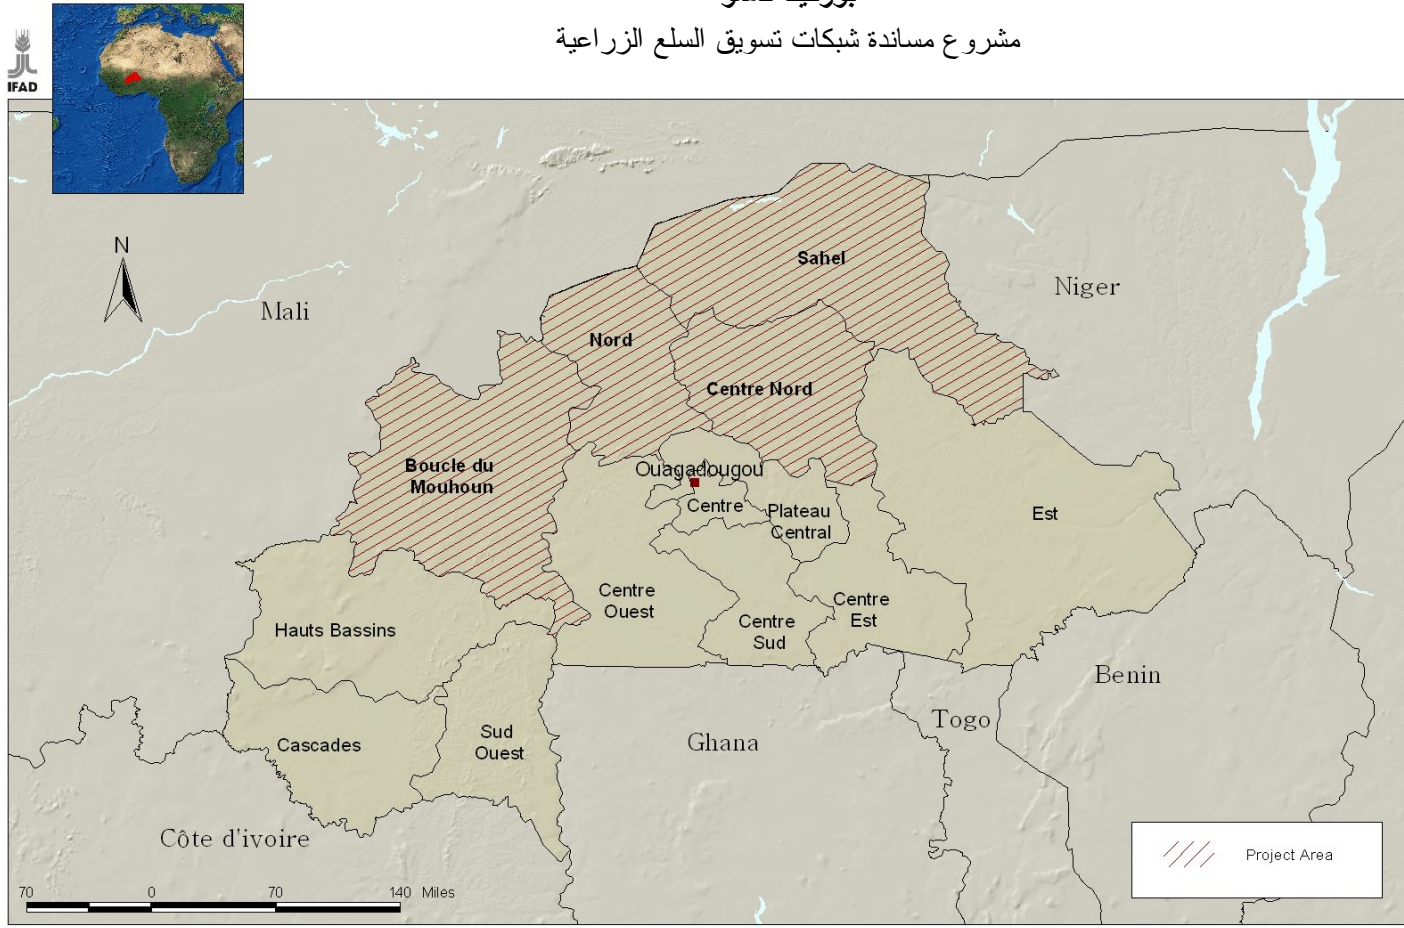 مشروع مساندة شبكات تسويق السلع الزراعية
IFAD
N
Sahel
Niger
Mali
Nord
Centre Nord
Boucle du
Mouhoun
Ouagadougou
Centre
Plateau
Central
Est
Centre
Ouest
Centre
Est
Centre
Sud
Hauts Bassins
Benin
Togo
Sud
Ouest
Ghana
Cascades
Côte d'ivoire
Project Area
70 0 70 140 Miles